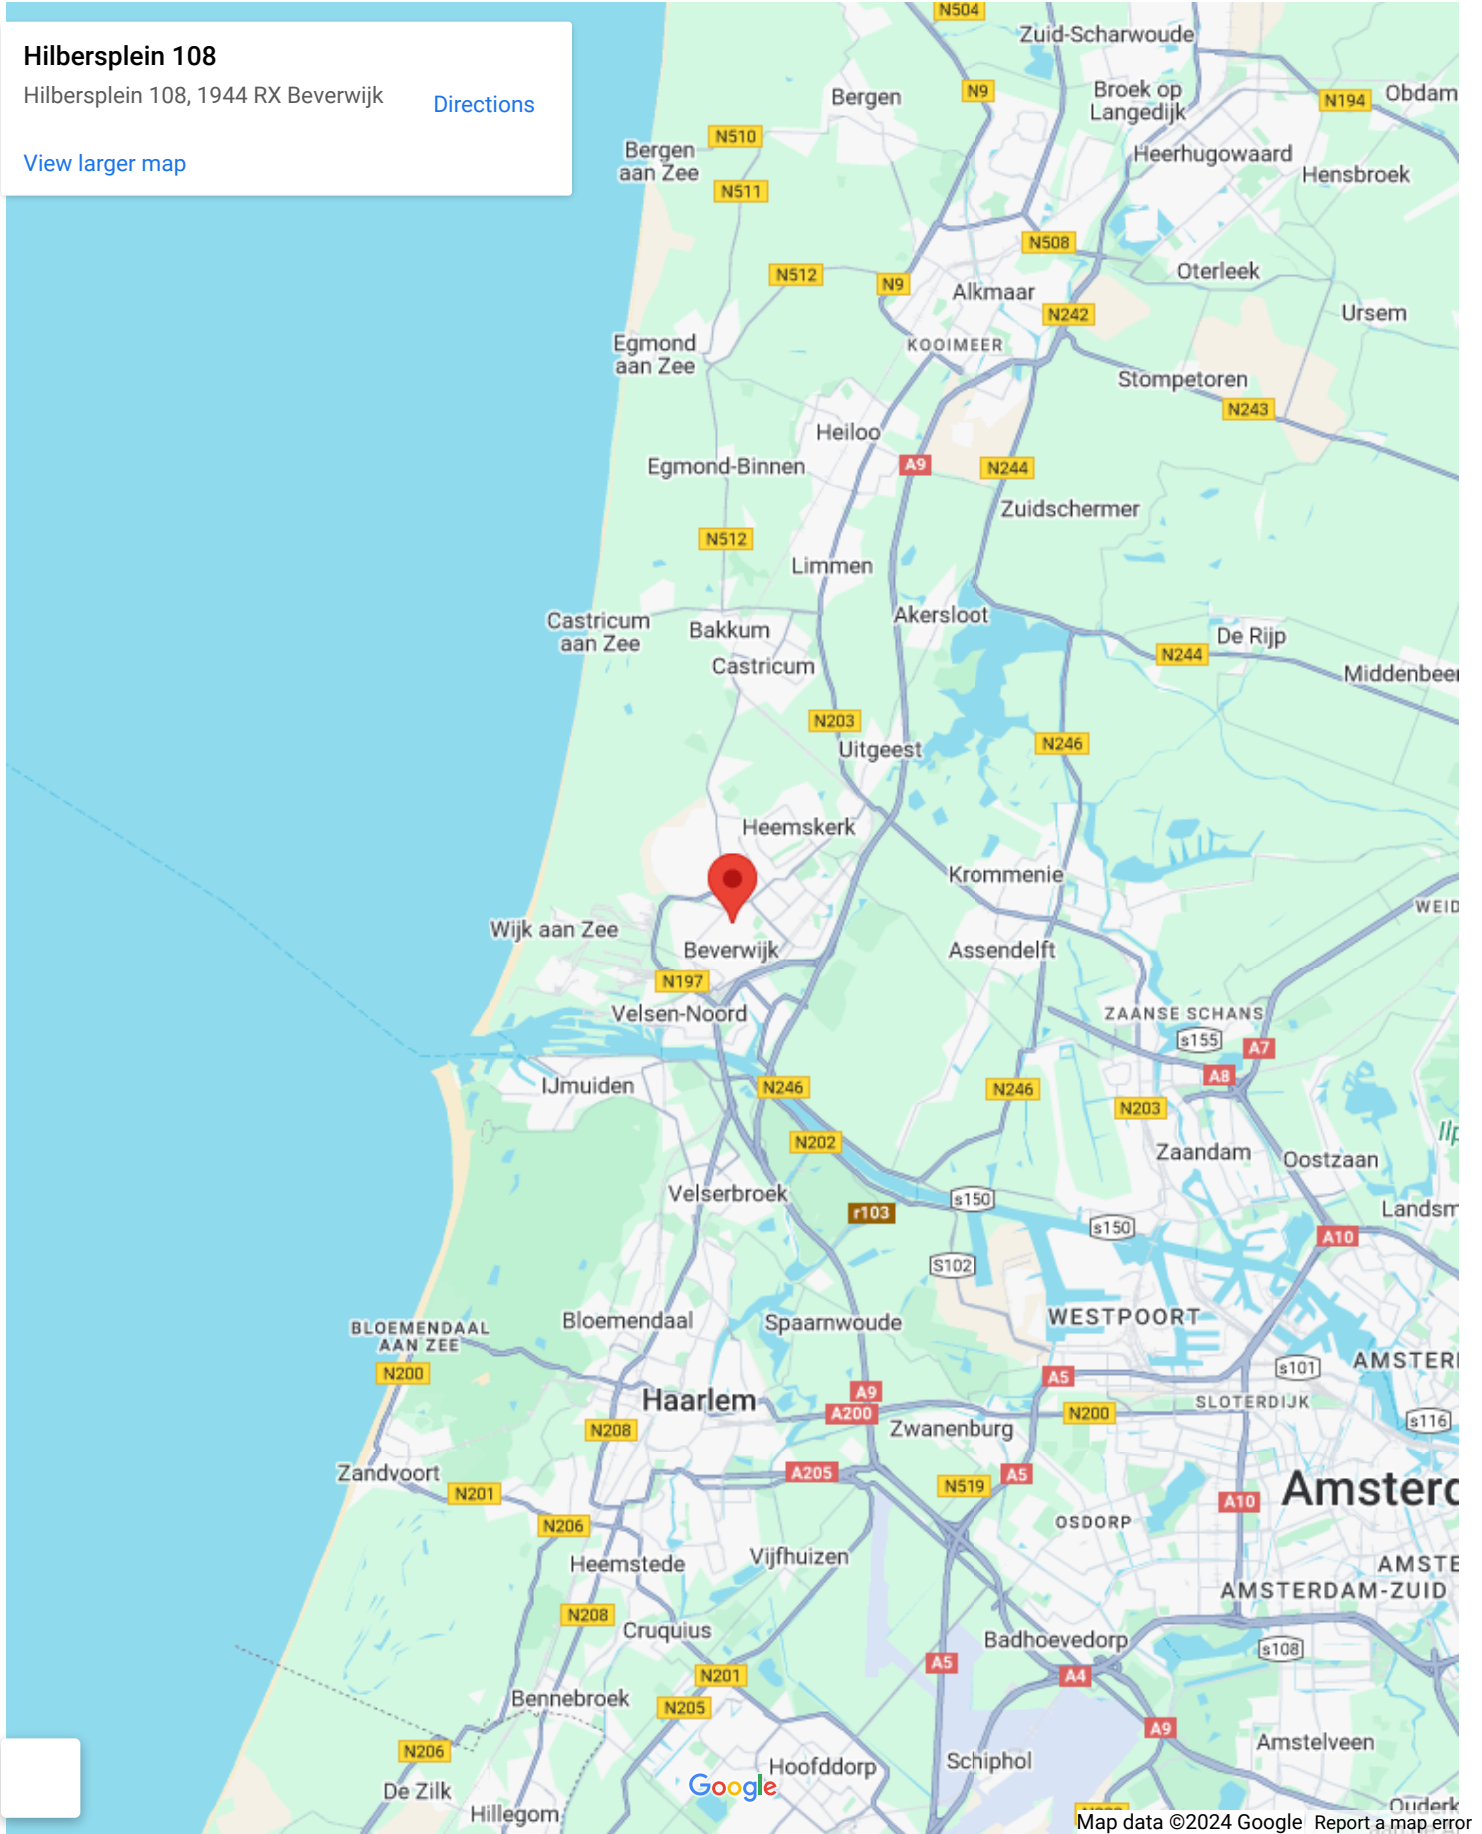 Hilbersplein 108
Hilbersplein 108, 1944 RX Beverwijk
Directions
View larger map
N504
Zuid-Scharwoude
N9
Broek op
Langedijk
N194
Obdam
Bergen
N510
Bergen
aan Zee
Heerhugowaard
Hensbroek
N511
N508
Oterleek
N512
N9
Alkmaar
N242
Ursem
Egmond
aan Zee
KOOIMEER
Stompetoren
N243
Heiloo
Egmond-Binnen
A9
N244
Zuidschermer
N512
Limmen
Castricum
aan Zee
Bakkum
Akersloot
De Rijp
N244
Castricum
Middenbeer
N203
Uitgeest
N246
Heemskerk
Krommenie
WEID
Wijk aan Zee
Beverwijk
Assendelft
N197
Velsen-Noord
ZAANSE SCHANS
s155
A7
A8
IJmuiden
N246
N246
N203
N202
Zaandam
Oostzaan
Ilp
Velserbroek
s150
r103
s150
Landsm
A10
S102
Bloemendaal
Spaarnwoude
WESTPOORT
BLOEMENDAAL
AAN ZEE
N200
A5
s101
AMSTER
Haarlem
A9
A200
N200
SLOTERDIJK
s116
N208
Zwanenburg
Zandvoort
A205
A5
N201
N519
A10
Amsterd
N206
OSDORP
Heemstede
Vijfhuizen
AMSTE
AMSTERDAM-ZUID
N208
Cruquius
Badhoevedorp
s108
A5
A4
N201
Bennebroek
N205
A9
N206
Amstelveen
Schiphol
Hoofddorp
Google
De Zilk
Hillegom
Ouderk
Map data ©2024 Google
Report a map error